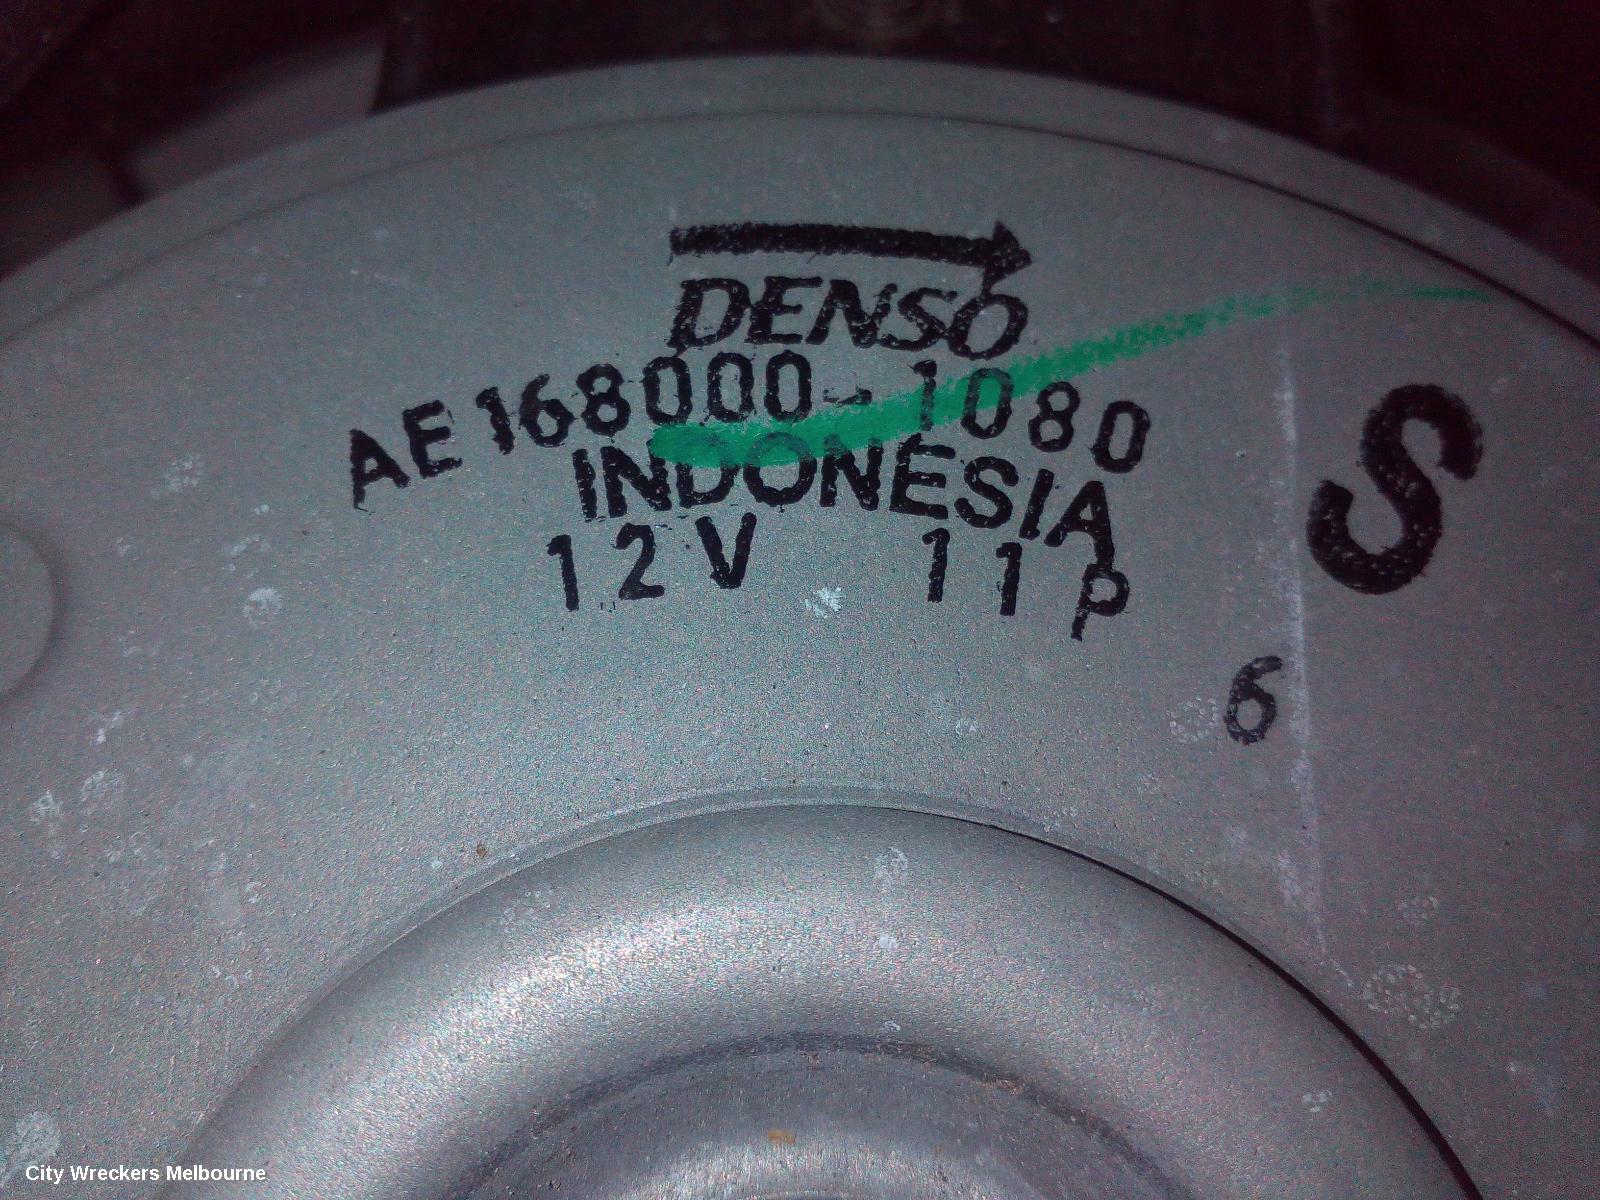 DENSO
AE168000-1080
INDONESIA
12V 11P
S
6
City Wreckers Melbourne